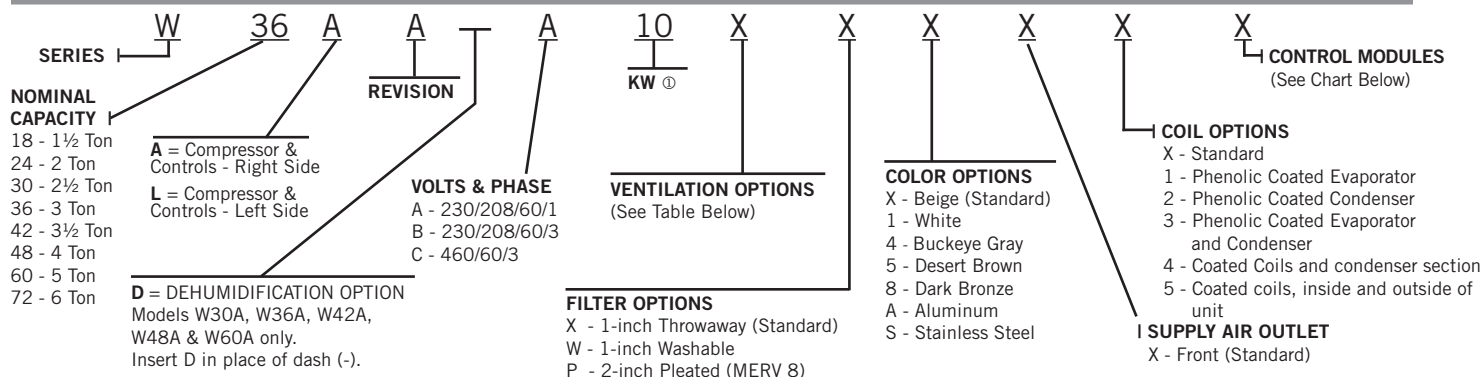 W 36 A A — A 10 X X X X X X
SERIES
NOMINAL
CAPACITY
18 - 1½ Ton
24 - 2 Ton
30 - 2½ Ton
36 - 3 Ton
42 - 3½ Ton
48 - 4 Ton
60 - 5 Ton
72 - 6 Ton
A = Compressor &
Controls - Right Side
L = Compressor &
Controls - Left Side
REVISION
D = DEHUMIDIFICATION OPTION
Models W30A, W36A, W42A,
W48A & W60A only.
Insert D in place of dash (-).
VOLTS & PHASE
A - 230/208/60/1
B - 230/208/60/3
C - 460/60/3
KW ①
VENTILATION OPTIONS
(See Table Below)
FILTER OPTIONS
X - 1-inch Throwaway (Standard)
W - 1-inch Washable
P - 2-inch Pleated (MERV 8)
COLOR OPTIONS
X - Beige (Standard)
1 - White
4 - Buckeye Gray
5 - Desert Brown
8 - Dark Bronze
A - Aluminum
S - Stainless Steel
SUPPLY AIR OUTLET
X - Front (Standard)
COIL OPTIONS
X - Standard
1 - Phenolic Coated Evaporator
2 - Phenolic Coated Condenser
3 - Phenolic Coated Evaporator
and Condenser
4 - Coated Coils and condenser section
5 - Coated coils, inside and outside of
unit
CONTROL MODULES
(See Chart Below)